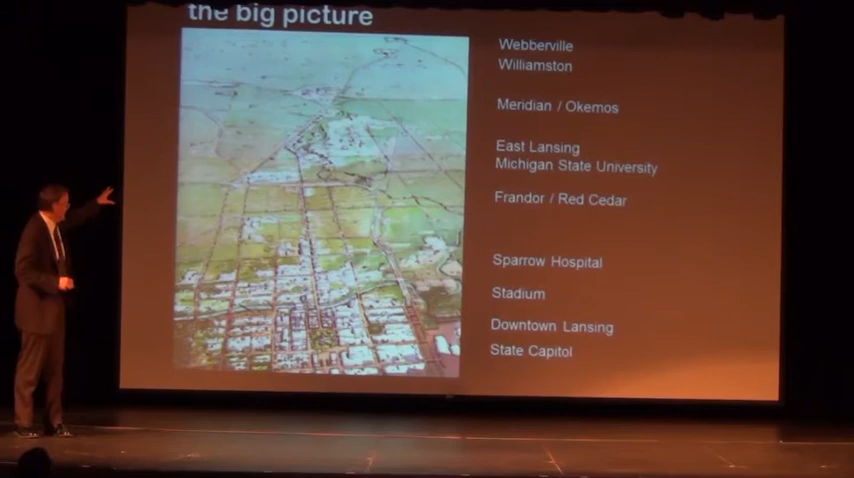 the big picture
Webberville
Williamston
Meridian / Okemos
East Lansing
Michigan State University
Frandor / Red Cedar
Sparrow Hospital
Stadium
Downtown Lansing
State Capitol